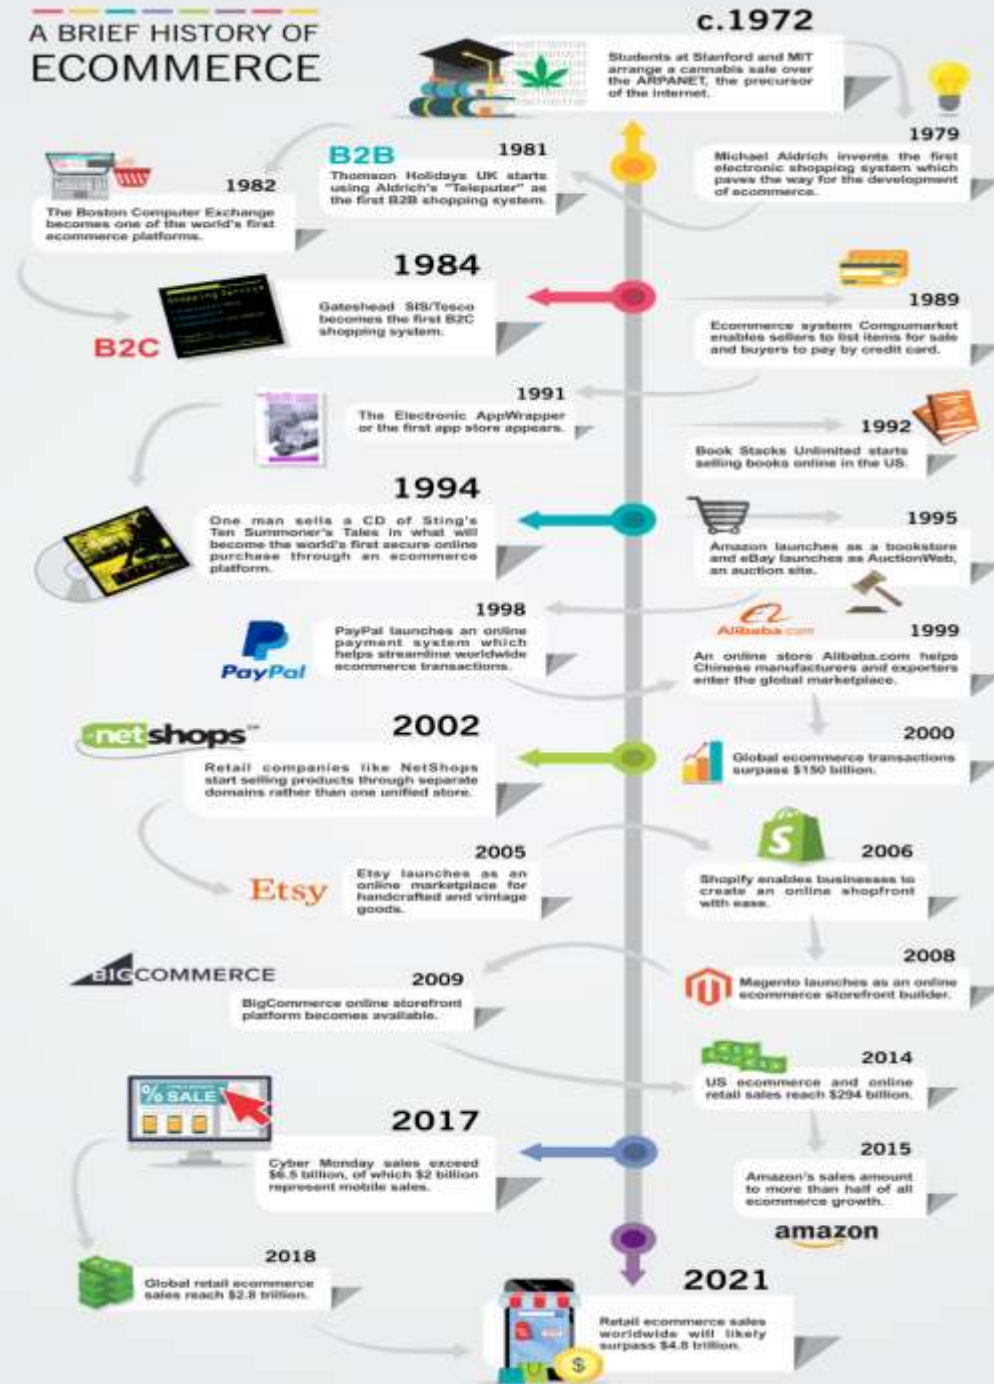 A BRIEF HISTORY OF
ECOMMERCE
c.1972
Students at Stanford and MIT
arrange a cannabis sale over
the ARPANET, the precursor
of the internet.
1979
Michael Aldrich invents the first
electronic shopping system which
paves the way for the development
of ecommerce.
B2B
1981
Thomson Holidays UK starts
using Aldrich's "Teleputer" as
the first B2B shopping system.
1982
The Boston Computer Exchange
becomes one of the world's first
ecommerce platforms.
1984
Gateshead SIS/Tesco
becomes the first B2C
shopping system.
Shopping Service
B2C
1989
Ecommerce system Compumarket
enables sellers to list items for sale
and buyers to pay by credit card.
1991
The Electronic AppWrapper
or the first app store appears.
1992
Book Stacks Unlimited starts
selling books online in the US.
1994
One man sells a CD of Sting's
Ten Summoner's Tales in what will
become the world's first secure online
purchase through an ecommerce
platform.
1995
Amazon launches as a bookstore
and eBay launches as AuctionWeb,
an auction site.
1998
PayPal launches an online
payment system which
helps streamline worldwide
ecommerce transactions.
PayPal
Alibaba.com
1999
An online store Alibaba.com helps
Chinese manufacturers and exporters
enter the global marketplace.
2000
Global ecommerce transactions
surpass $150 billion.
netshops™
2002
Retail companies like NetShops
start selling products through separate
domains rather than one unified store.
2005
Etsy
Etsy launches as an
online marketplace for
handcrafted and vintage
goods.
S
2006
Shopify enables businesses to
create an online shopfront
with ease.
2008
Magento launches as an online
ecommerce storefront builder.
BIGCOMMERCE
2009
BigCommerce online storefront
platform becomes available.
2014
US ecommerce and online
retail sales reach $294 billion.
2015
Amazon's sales amount
to more than half of all
ecommerce growth.
amazon
% SALE
2017
Cyber Monday sales exceed
$6.5 billion, of which $2 billion
represent mobile sales.
2018
Global retail ecommerce
sales reach $2.8 trillion.
2021
Retail ecommerce sales
worldwide will likely
surpass $4.8 trillion.
$